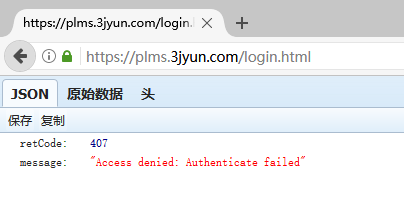 https://plms.3jyun.com/login.
https://plms.3jyun.com/login.html
JSON 原始数据 头
保存 复制
retCode: 407
message: "Access denied: Authenticate failed"